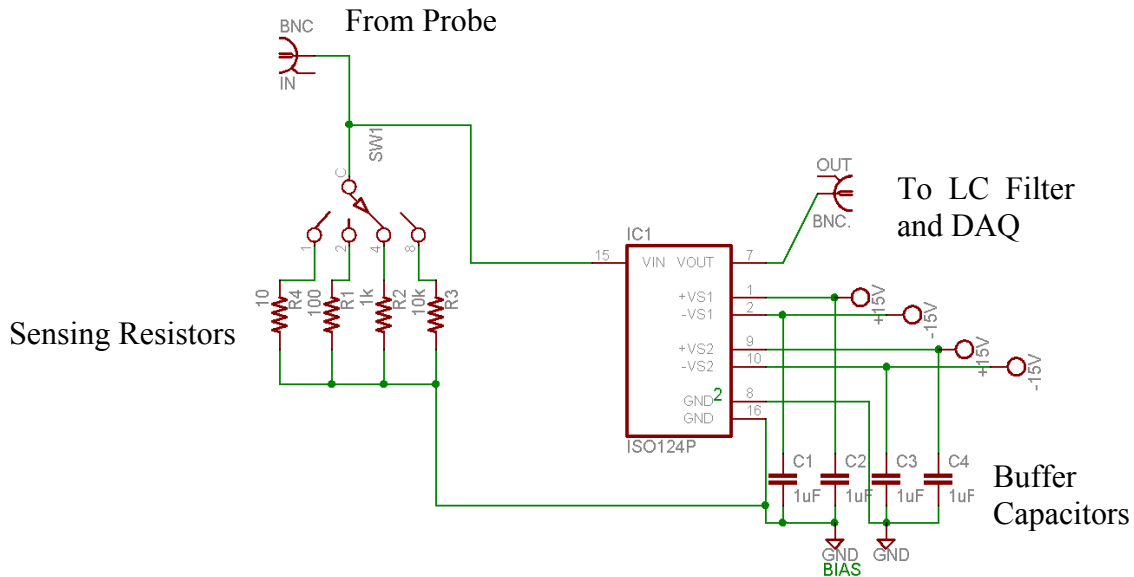 From Probe
BNC
IN
SW1
C
1
2
4
8
10
R4
100
R1
1k
R2
10k
R3
Sensing Resistors
OUT
BNC.
To LC Filter
and DAQ
IC1
15
VIN VOUT
7
+VS1
1
-VS1
2
+VS2
9
-VS2
10
GND2
8
GND
16
ISO124P
+15V
-15V
+15V
-15V
C1
1uF
C2
1uF
C3
1uF
C4
1uF
Buffer
Capacitors
GND
BIAS
GND